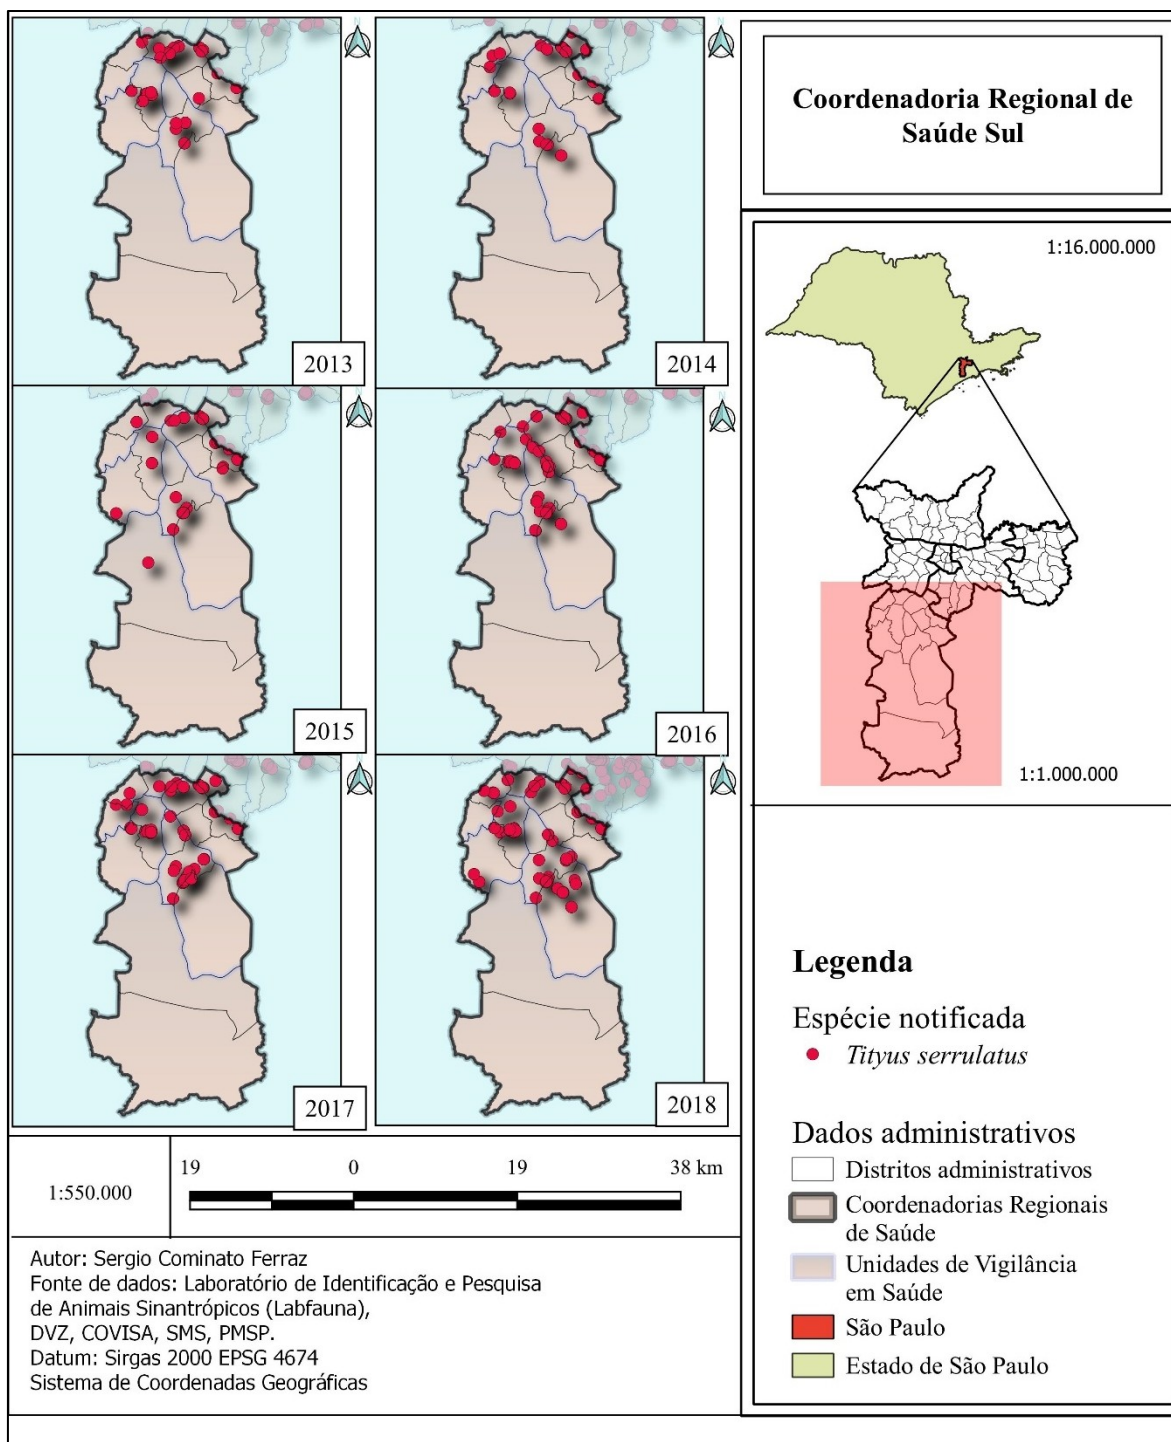 2013
2014
2015
2016
2017
2018
Coordenadoria Regional de
Saúde Sul
1:16.000.000
1:1.000.000
Legenda
Espécie notificada
Tityus serrulatus
Dados administrativos
Distritos administrativos
Coordenadorias Regionais
de Saúde
Unidades de Vigilância
em Saúde
São Paulo
Estado de São Paulo
1:550.000
19 0 19 38 km
Autor: Sergio Cominato Ferraz
Fonte de dados: Laboratório de Identificação e Pesquisa
de Animais Sinantrópicos (Labfauna),
DVZ, COVISA, SMS, PMSP.
Datum: Sirgas 2000 EPSG 4674
Sistema de Coordenadas Geográficas